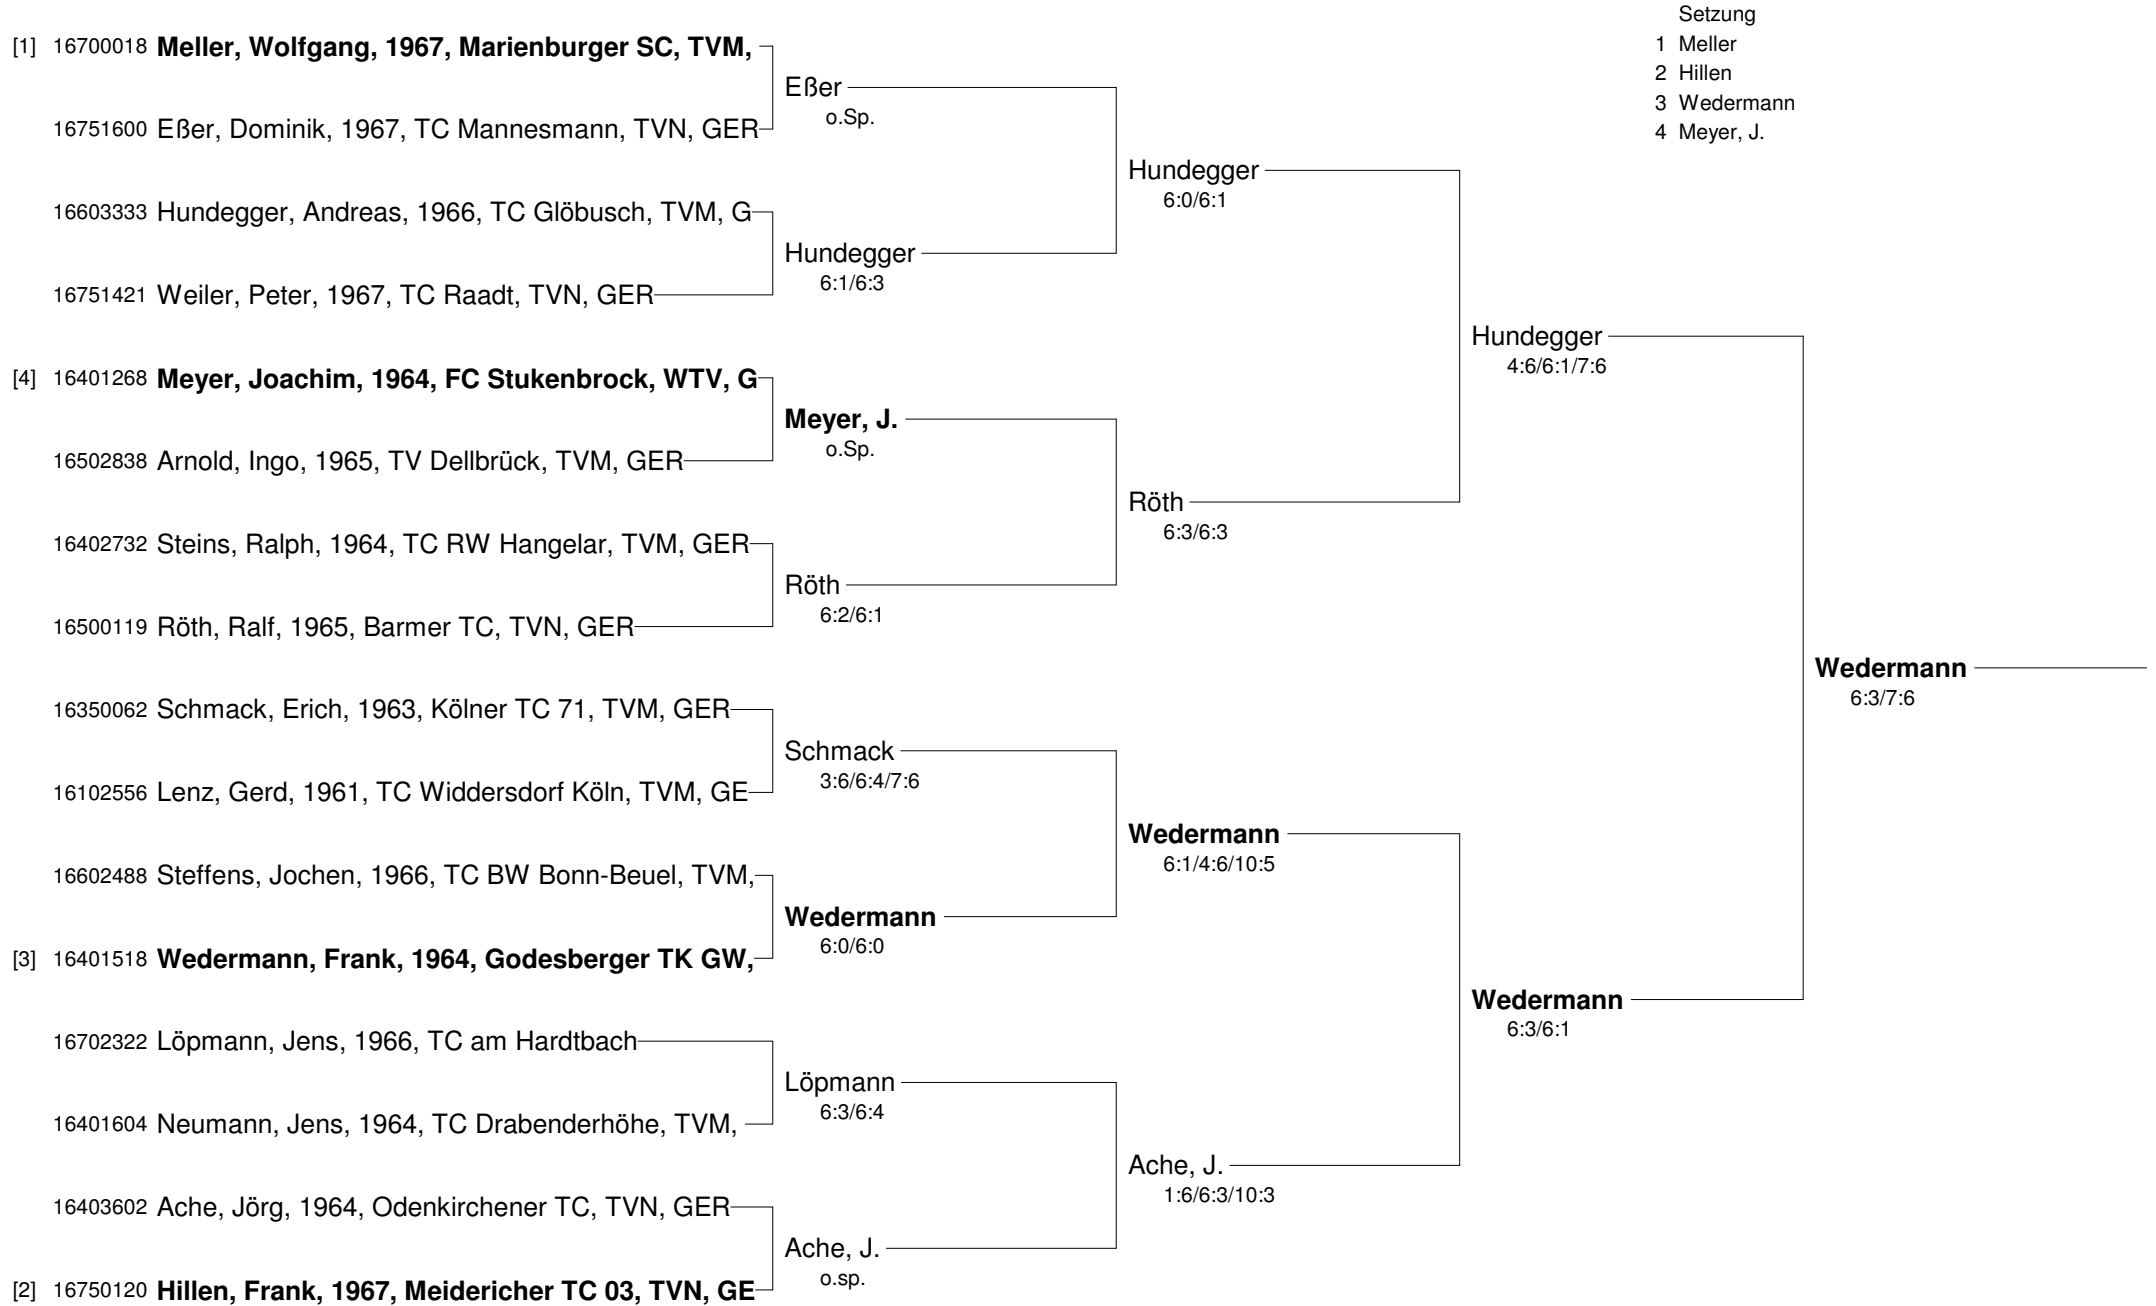 Setzung
1 Meller
2 Hillen
3 Wedermann
4 Meyer, J.
[1] 16700018 Meller, Wolfgang, 1967, Marienburger SC, TVM,
Eßer
o.Sp.
16751600 Eßer, Dominik, 1967, TC Mannesmann, TVN, GER
Hundegger
6:0/6:1
16603333 Hundegger, Andreas, 1966, TC Glöbusch, TVM, G
Hundegger
6:1/6:3
16751421 Weiler, Peter, 1967, TC Raadt, TVN, GER
Hundegger
4:6/6:1/7:6
[4] 16401268 Meyer, Joachim, 1964, FC Stukenbrock, WTV, G
Meyer, J.
o.Sp.
16502838 Arnold, Ingo, 1965, TV Dellbrück, TVM, GER
Röth
6:3/6:3
16402732 Steins, Ralph, 1964, TC RW Hangelar, TVM, GER
Röth
6:2/6:1
16500119 Röth, Ralf, 1965, Barmer TC, TVN, GER
Wedermann
6:3/7:6
16350062 Schmack, Erich, 1963, Kölner TC 71, TVM, GER
Schmack
3:6/6:4/7:6
16102556 Lenz, Gerd, 1961, TC Widdersdorf Köln, TVM, GE
Wedermann
6:1/4:6/10:5
16602488 Steffens, Jochen, 1966, TC BW Bonn-Beuel, TVM,
Wedermann
6:0/6:0
[3] 16401518 Wedermann, Frank, 1964, Godesberger TK GW,
Wedermann
6:3/6:1
16702322 Löpmann, Jens, 1966, TC am Hardtbach
Löpmann
6:3/6:4
16401604 Neumann, Jens, 1964, TC Drabenderhöhe, TVM,
Ache, J.
1:6/6:3/10:3
16403602 Ache, Jörg, 1964, Odenkirchener TC, TVN, GER
Ache, J.
o.sp.
[2] 16750120 Hillen, Frank, 1967, Meidericher TC 03, TVN, GE